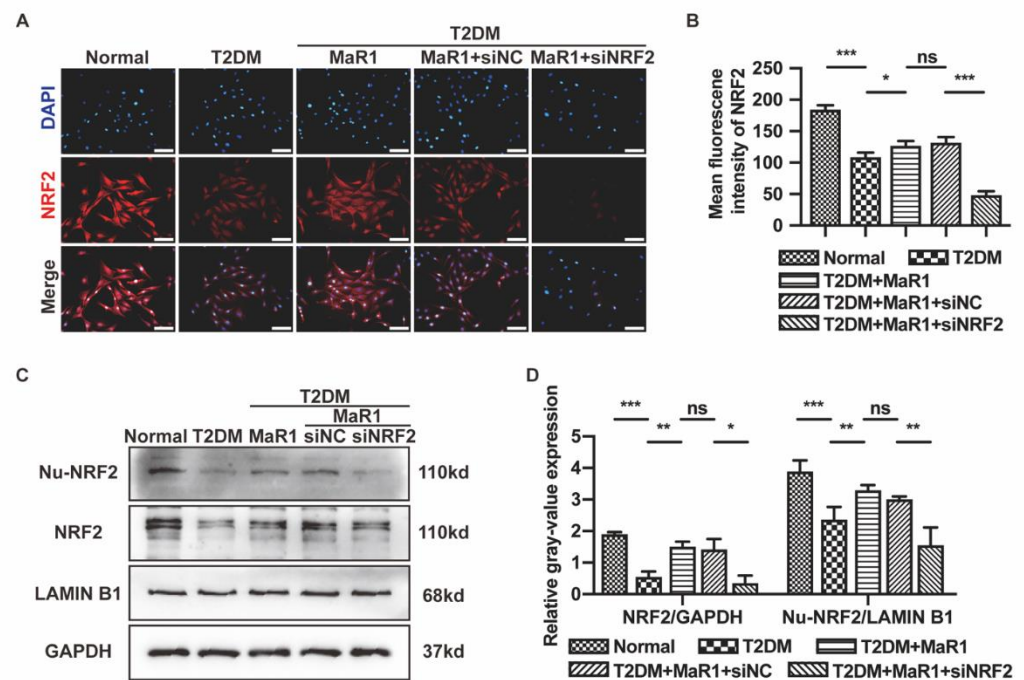 A
T2DM
Normal T2DM MaR1 MaR1+siNC MaR1+siNRF2
DAPI
NRF2
Merge
B
*** * ns ***
Mean fluorescene
intensity of NRF2
250
200
150
100
50
0
Normal T2DM
T2DM+MaR1
T2DM+MaR1+siNC
T2DM+MaR1+siNRF2
C
T2DM
MaR1
Normal T2DM MaR1 siNC siNRF2
Nu-NRF2 110kd
NRF2 110kd
LAMIN B1 68kd
GAPDH 37kd
D
*** ** ns * *** ** ns **
Relative gray-value expression
5
4
3
2
1
0
NRF2/GAPDH Nu-NRF2/LAMIN B1
Normal T2DM T2DM+MaR1
T2DM+MaR1+siNC T2DM+MaR1+siNRF2